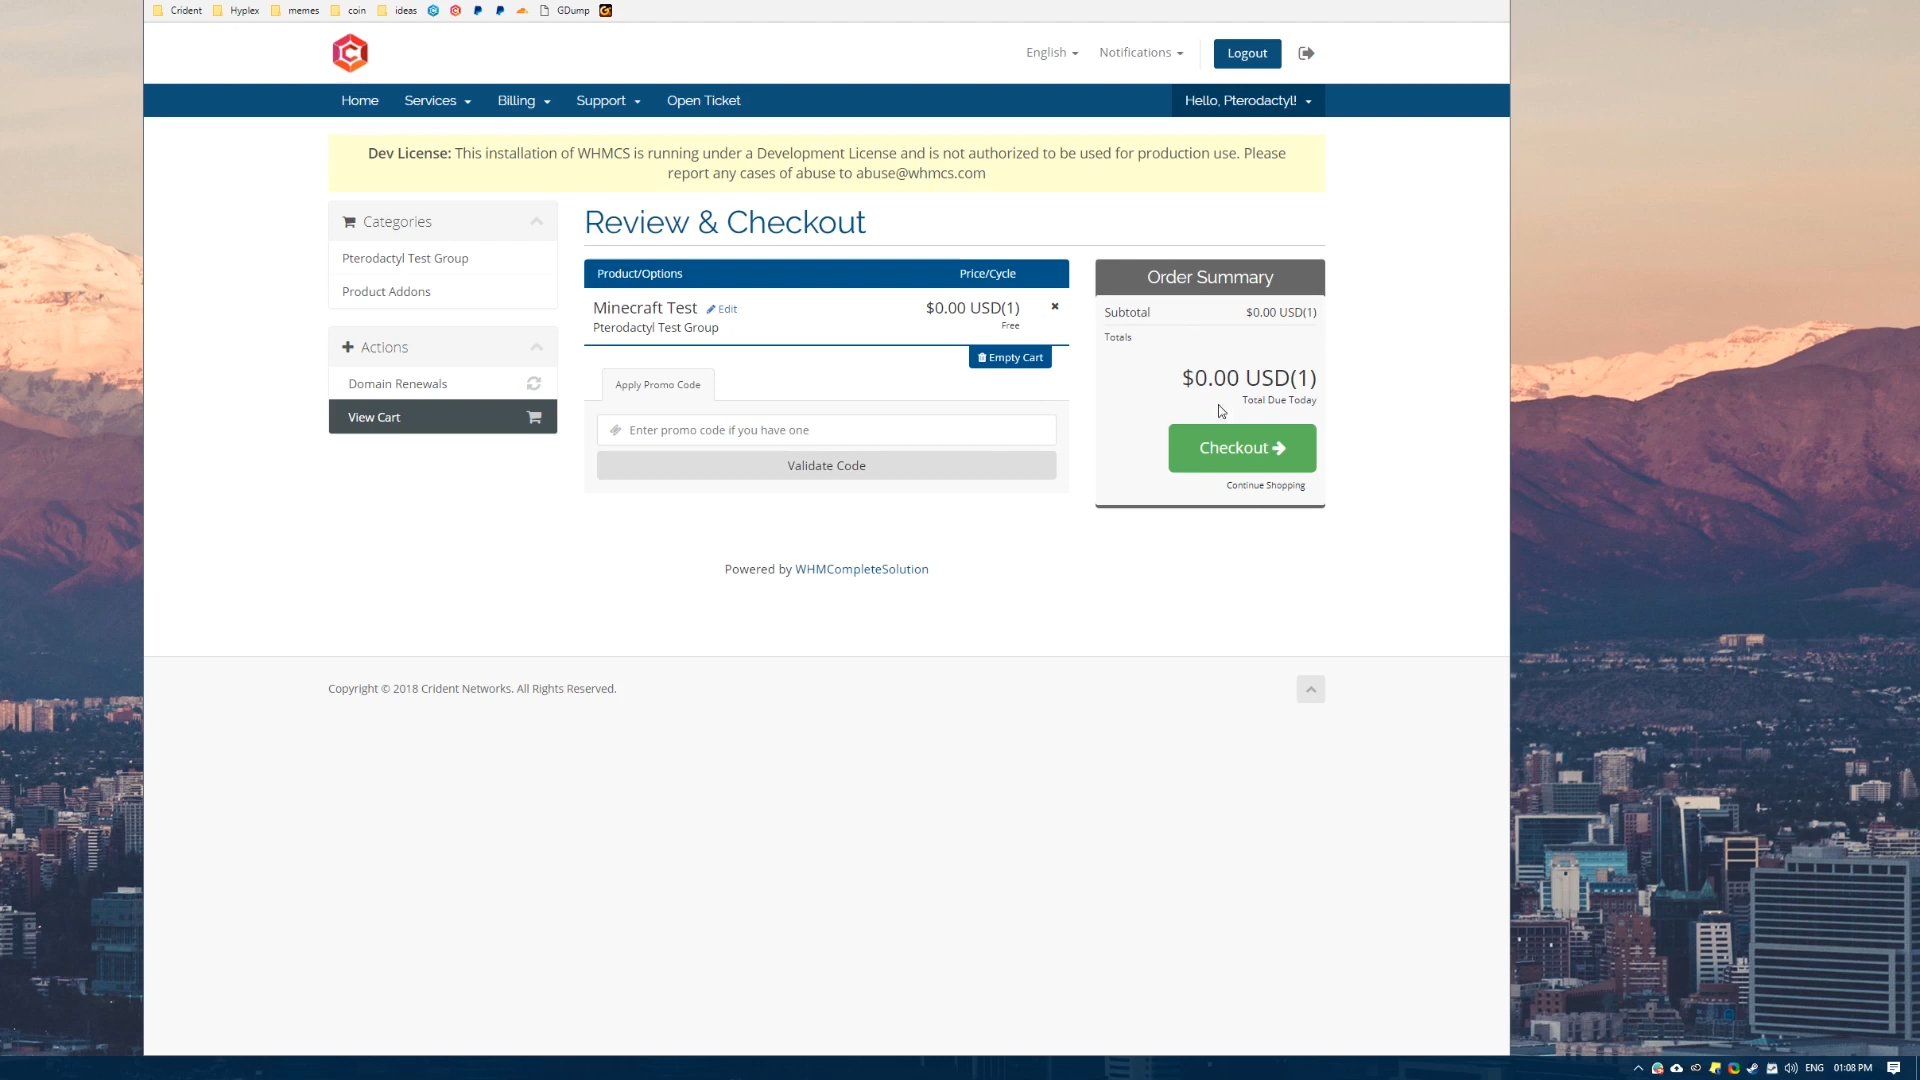 Crident Hyplex memes coin ideas GDump
English Notifications Logout
Home Services Billing Support Open Ticket Hello, Pterodactyl!
Dev License: This installation of WHMCS is running under a Development License and is not authorized to be used for production use. Please
report any cases of abuse to abuse@whmcs.com
Categories
Pterodactyl Test Group
Product Addons
Actions
Domain Renewals
View Cart
Review & Checkout
Product/Options Price/Cycle
Minecraft Test Edit $0.00 USD(1)
Pterodactyl Test Group Free
Empty Cart
Apply Promo Code
Enter promo code if you have one
Validate Code
Order Summary
Subtotal $0.00 USD(1)
Totals
$0.00 USD(1)
Total Due Today
Checkout
Continue Shopping
Powered by WHMCompleteSolution
Copyright © 2018 Crident Networks. All Rights Reserved.
ENG 01:08 PM